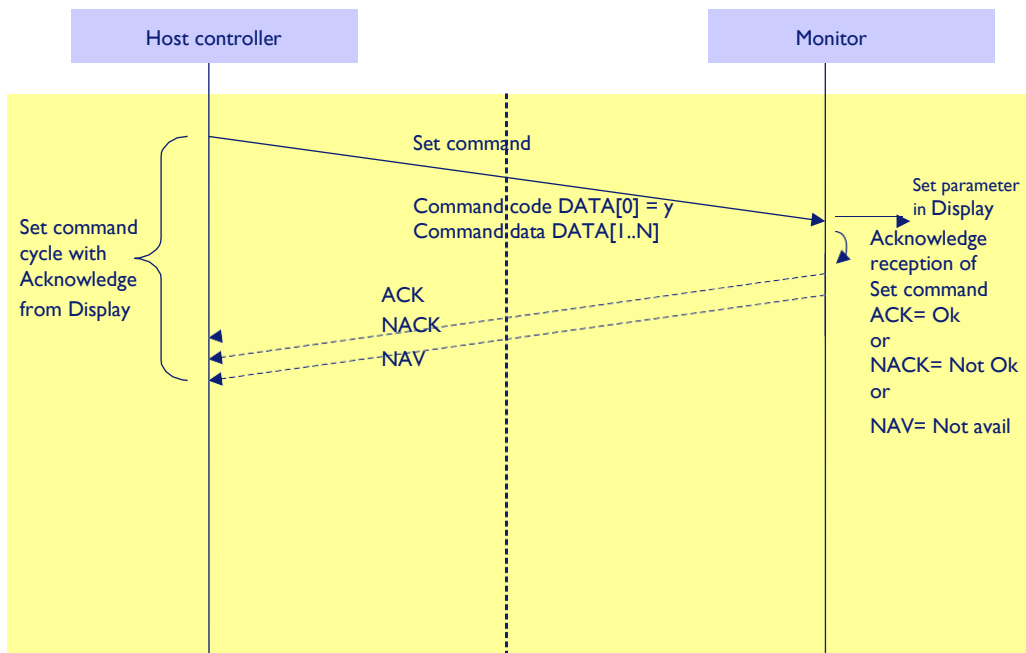 Host controller
Monitor
Set command
Command code DATA[0] = y
Command data DATA[1..N]
Set parameter
in Display
Set command
cycle with
Acknowledge
from Display
Acknowledge
reception of
Set command
ACK= Ok
or
NACK= Not Ok
or
NAV= Not avail
ACK
NACK
NAV